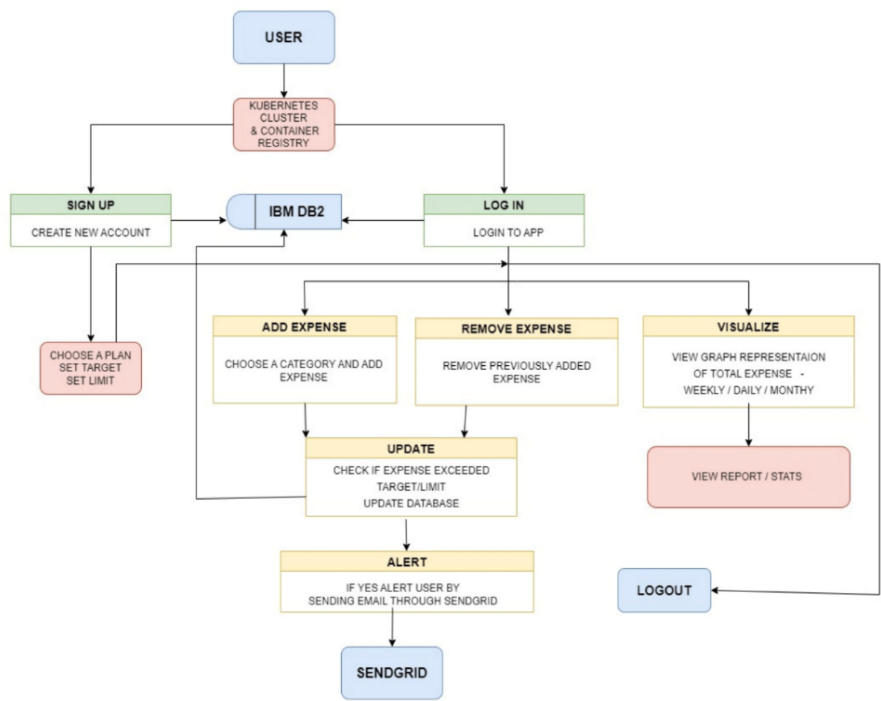 USER
KUBERNETES
CLUSTER
& CONTAINER
REGISTRY
SIGN UP
CREATE NEW ACCOUNT
IBM DB2
LOG IN
LOGIN TO APP
CHOOSE A PLAN
SET TARGET
SET LIMIT
ADD EXPENSE
CHOOSE A CATEGORY AND ADD
EXPENSE
REMOVE EXPENSE
REMOVE PREVIOUSLY ADDED
EXPENSE
VISUALIZE
VIEW GRAPH REPRESENTAION
OF TOTAL EXPENSE -
WEEKLY / DAILY / MONTHY
UPDATE
CHECK IF EXPENSE EXCEEDED
TARGET/LIMIT
UPDATE DATABASE
VIEW REPORT / STATS
ALERT
IF YES ALERT USER BY
SENDING EMAIL THROUGH SENDGRID
LOGOUT
SENDGRID